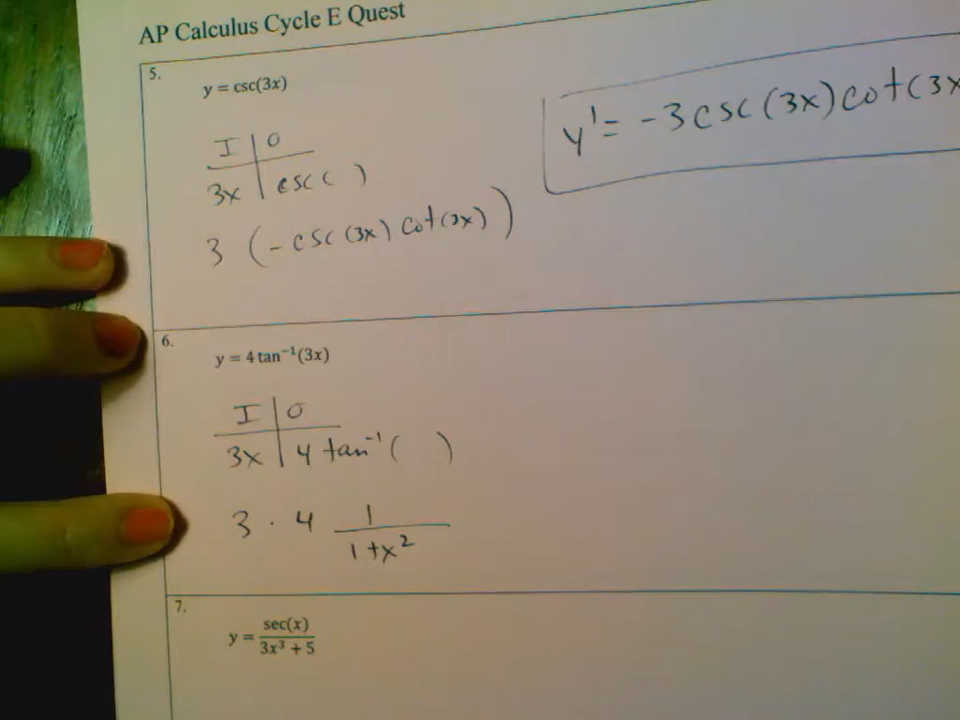 AP Calculus Cycle E Quest
5.
y = csc(3x)
I | O
3x | csc( )
3 (-csc(3x) cot(3x))
y' = -3csc(3x)cot(3x
6.
y = 4 tan⁻¹(3x)
I | O
3x | 4 tan⁻¹( )
3 · 4 1/(1+x²)
7.
y = sec(x)/(3x³ + 5)